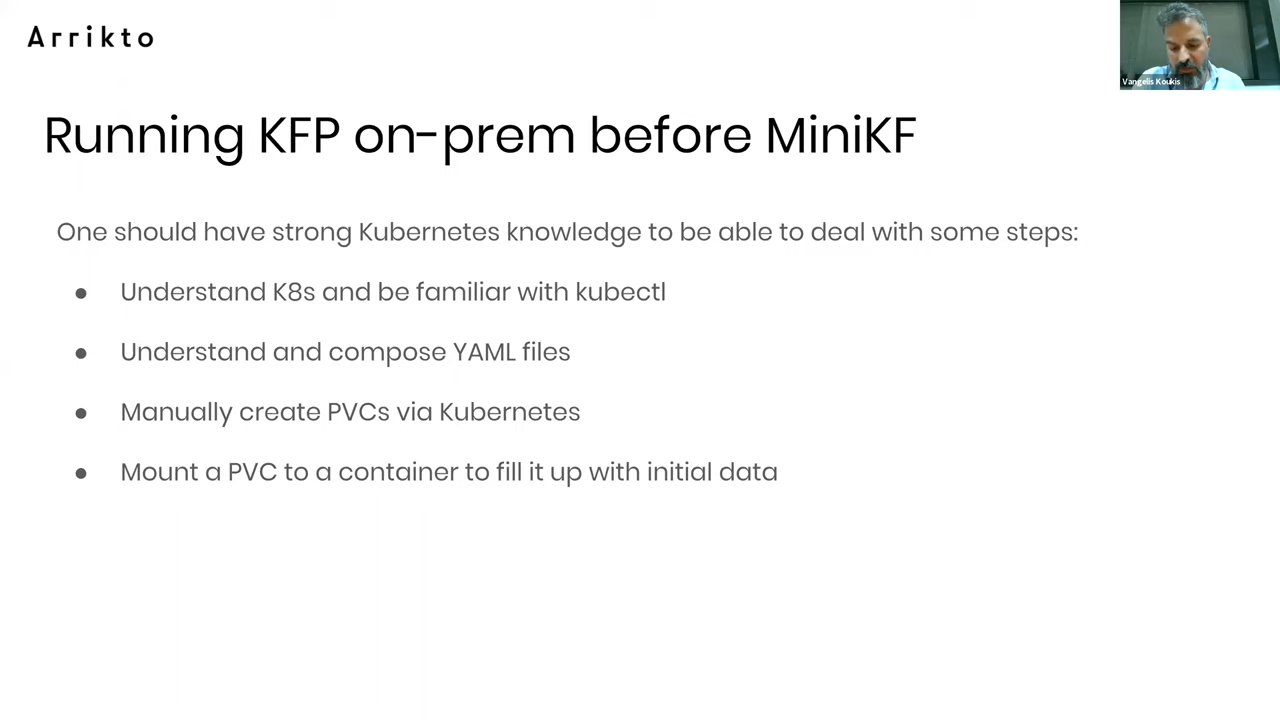 Arrikto
Vangelis Koukis
Running KFP on-prem before MiniKF
One should have strong Kubernetes knowledge to be able to deal with some steps:
● Understand K8s and be familiar with kubectl
● Understand and compose YAML files
● Manually create PVCs via Kubernetes
● Mount a PVC to a container to fill it up with initial data